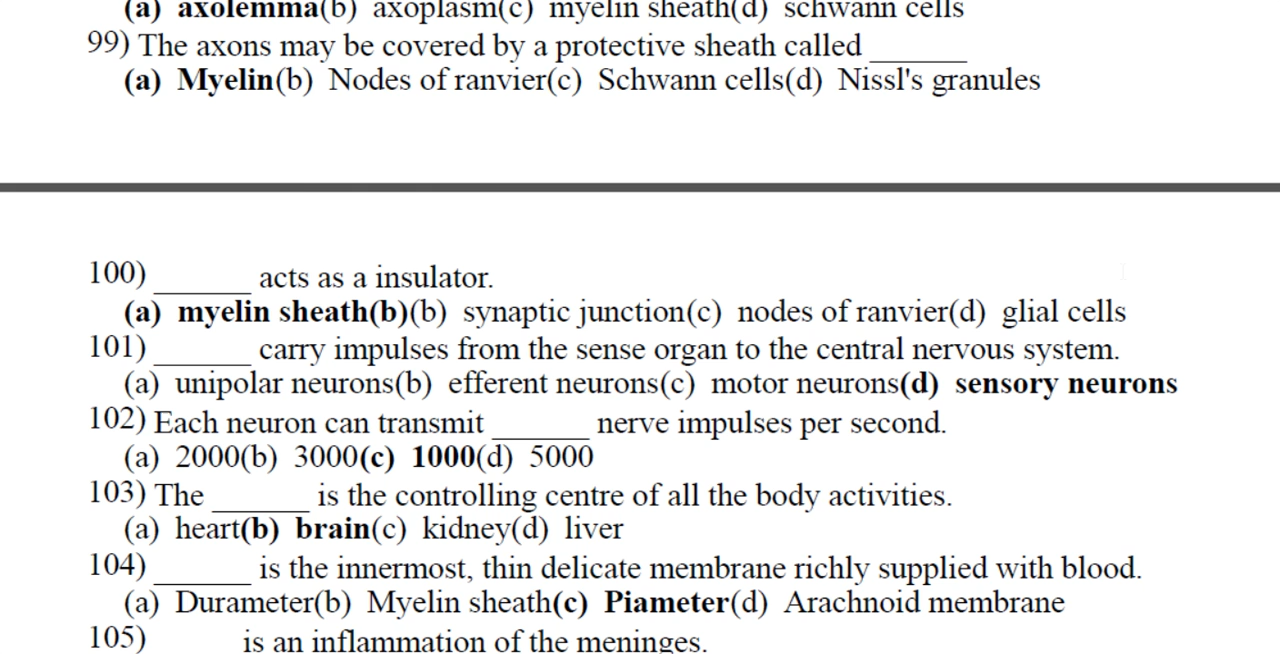 (a) axolemma(b) axoplasm(c) myelin sheath(d) schwann cells
99) The axons may be covered by a protective sheath called ______
(a) Myelin(b) Nodes of ranvier(c) Schwann cells(d) Nissl's granules
100) ______ acts as a insulator.
(a) myelin sheath(b)(b) synaptic junction(c) nodes of ranvier(d) glial cells
101) ______ carry impulses from the sense organ to the central nervous system.
(a) unipolar neurons(b) efferent neurons(c) motor neurons(d) sensory neurons
102) Each neuron can transmit ______ nerve impulses per second.
(a) 2000(b) 3000(c) 1000(d) 5000
103) The ______ is the controlling centre of all the body activities.
(a) heart(b) brain(c) kidney(d) liver
104) ______ is the innermost, thin delicate membrane richly supplied with blood.
(a) Durameter(b) Myelin sheath(c) Piameter(d) Arachnoid membrane
105) is an inflammation of the meninges.